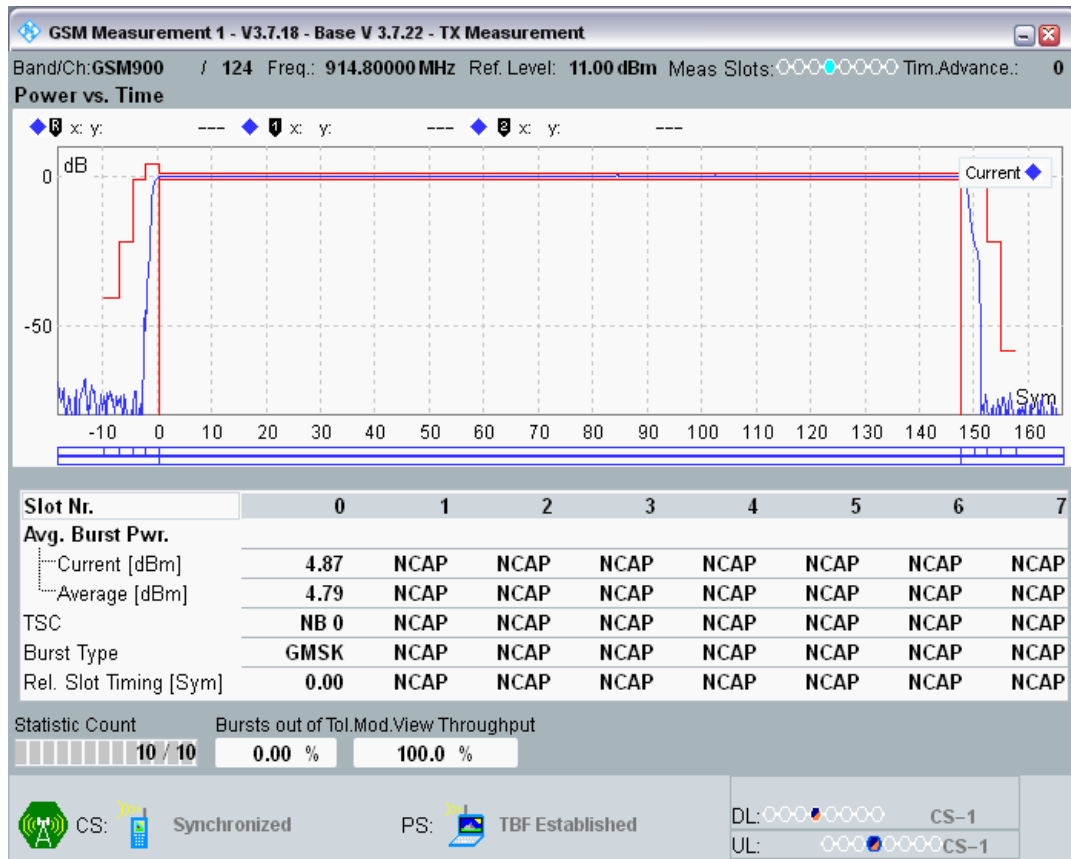 GSM Measurement 1 - V3.7.18 - Base V 3.7.22 - TX Measurement
Band/Ch:GSM900 / 124 Freq.: 914.80000 MHz Ref. Level: 11.00 dBm Meas Slots: Tim.Advance.: 0
Power vs. Time
R x: y: --- 1 x: y: --- 2 x: y: ---
dB
0
Current
-50
Sym
-10 0 10 20 30 40 50 60 70 80 90 100 110 120 130 140 150 160
Slot Nr. 0 1 2 3 4 5 6 7
Avg. Burst Pwr.
Current [dBm] 4.87 NCAP NCAP NCAP NCAP NCAP NCAP NCAP
Average [dBm] 4.79 NCAP NCAP NCAP NCAP NCAP NCAP NCAP
TSC NB 0 NCAP NCAP NCAP NCAP NCAP NCAP NCAP
Burst Type GMSK NCAP NCAP NCAP NCAP NCAP NCAP NCAP
Rel. Slot Timing [Sym] 0.00 NCAP NCAP NCAP NCAP NCAP NCAP NCAP
Statistic Count Bursts out of Tol.Mod.View Throughput
10 / 10 0.00 % 100.0 %
CS: Synchronized PS: TBF Established DL: CS-1
UL: CS-1